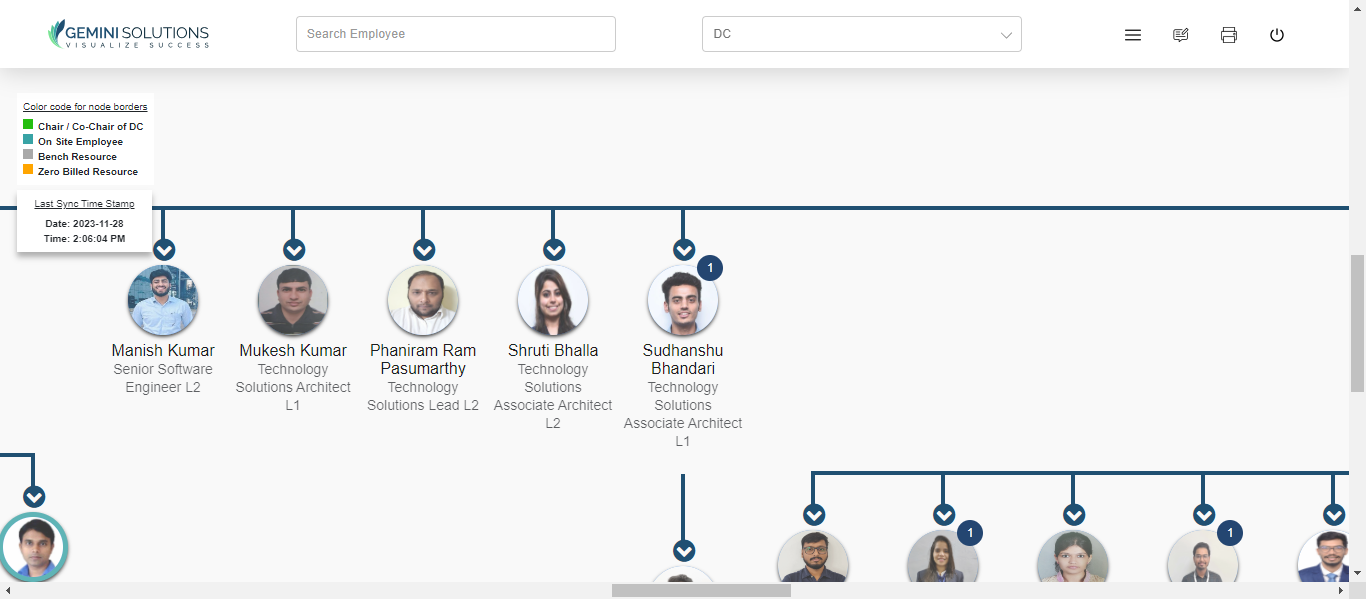 GEMINI SOLUTIONS
VISUALIZE SUCCESS
Search Employee
DC
Color code for node borders
Chair / Co-Chair of DC
On Site Employee
Bench Resource
Zero Billed Resource
Last Sync Time Stamp
Date: 2023-11-28
Time: 2:06:04 PM
Manish Kumar
Senior Software
Engineer L2
Mukesh Kumar
Technology
Solutions Architect
L1
Phaniram Ram
Pasumarthy
Technology
Solutions Lead L2
Shruti Bhalla
Technology
Solutions
Associate Architect
L2
1
Sudhanshu
Bhandari
Technology
Solutions
Associate Architect
L1
1
1